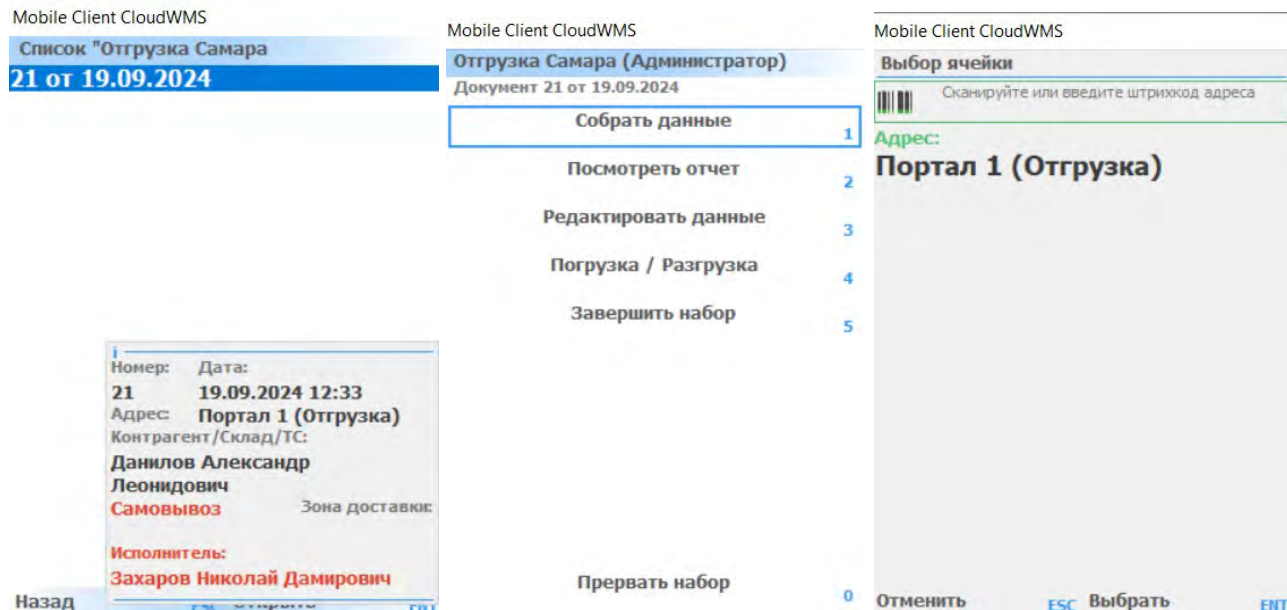 Mobile Client CloudWMS
Список "Отгрузка Самара
21 от 19.09.2024
i
Номер: Дата:
21 19.09.2024 12:33
Адрес: Портал 1 (Отгрузка)
Контрагент/Склад/ТС:
Данилов Александр
Леонидович
Самовывоз Зона доставки:
Исполнитель:
Захаров Николай Дамирович
Назад
Mobile Client CloudWMS
Отгрузка Самара (Администратор)
Документ 21 от 19.09.2024
Собрать данные 1
Посмотреть отчет 2
Редактировать данные 3
Погрузка / Разгрузка 4
Завершить набор 5
Прервать набор 0
Mobile Client CloudWMS
Выбор ячейки
Сканируйте или введите штрихкод адреса
Адрес:
Портал 1 (Отгрузка)
Отменить ESC Выбрать ENT